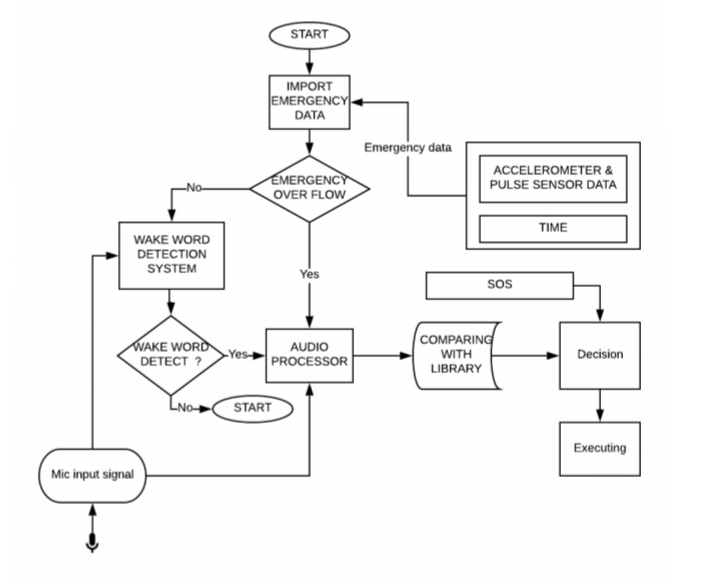 START
IMPORT
EMERGENCY
DATA
Emergency data
ACCELEROMETER &
PULSE SENSOR DATA
TIME
EMERGENCY
OVER FLOW
No
WAKE WORD
DETECTION
SYSTEM
Yes
SOS
WAKE WORD
DETECT ?
Yes
AUDIO
PROCESSOR
COMPARING
WITH
LIBRARY
Decision
No
START
Mic input signal
Executing